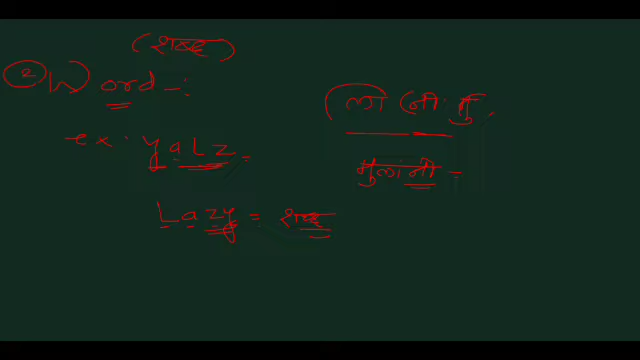 (शब्द)
② Word -:
ex. yalz
Lazy = शब्द
ला नी मु
मुलांनी -